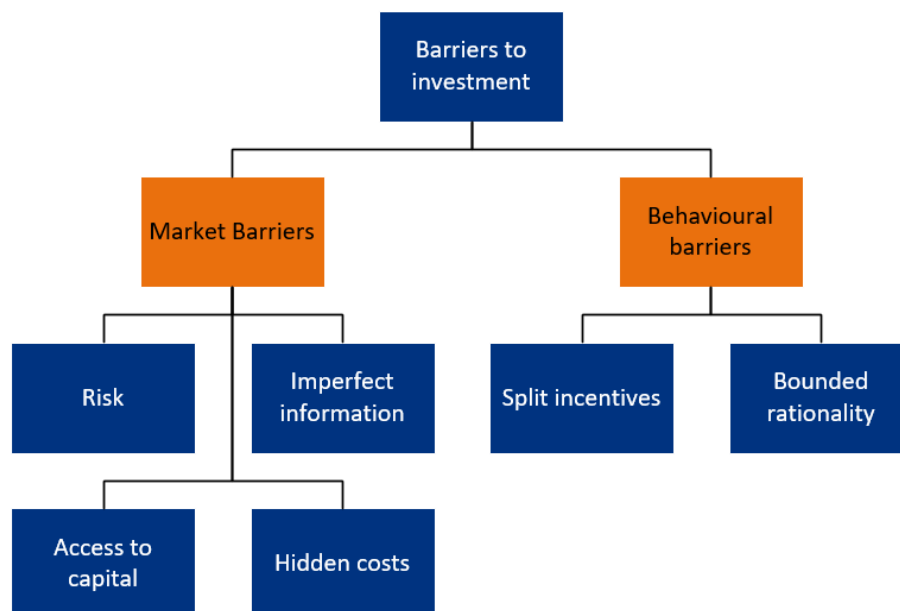 Barriers to
investment
Market Barriers
Behavioural
barriers
Risk
Imperfect
information
Split incentives
Bounded
rationality
Access to
capital
Hidden costs